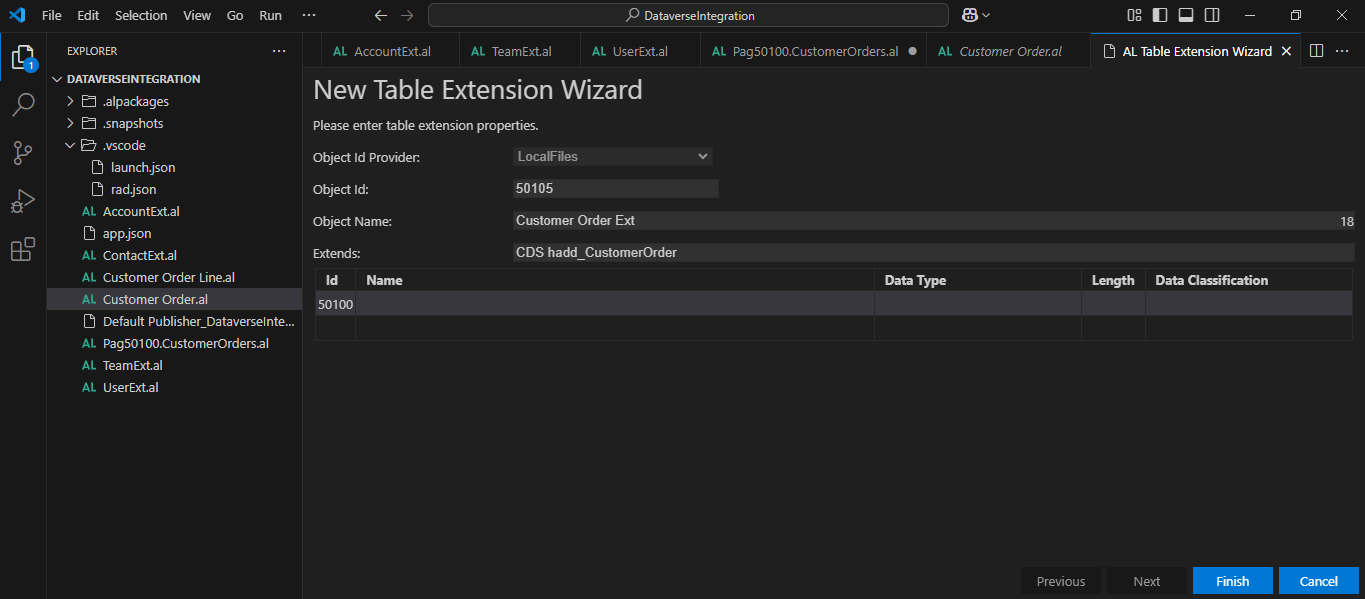 File Edit Selection View Go Run ··· DataverseIntegration
EXPLORER ···
AL AccountExt.al AL TeamExt.al AL UserExt.al AL Pag50100.CustomerOrders.al AL Customer Order.al AL Table Extension Wizard ···
DATAVERSEINTEGRATION
.alpackages
.snapshots
.vscode
launch.json
rad.json
AL AccountExt.al
app.json
AL ContactExt.al
AL Customer Order Line.al
AL Customer Order.al
Default Publisher_DataverseInte...
AL Pag50100.CustomerOrders.al
AL TeamExt.al
AL UserExt.al
1
New Table Extension Wizard
Please enter table extension properties.
Object Id Provider: LocalFiles
Object Id: 50105
Object Name: Customer Order Ext 18
Extends: CDS hadd_CustomerOrder
Id Name Data Type Length Data Classification
50100
Previous Next Finish Cancel